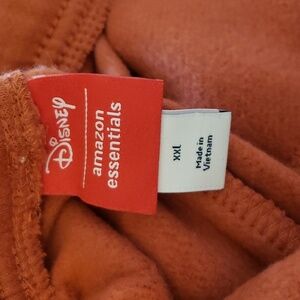 Disney
amazon
essentials
XXL
Made in
Vietnam